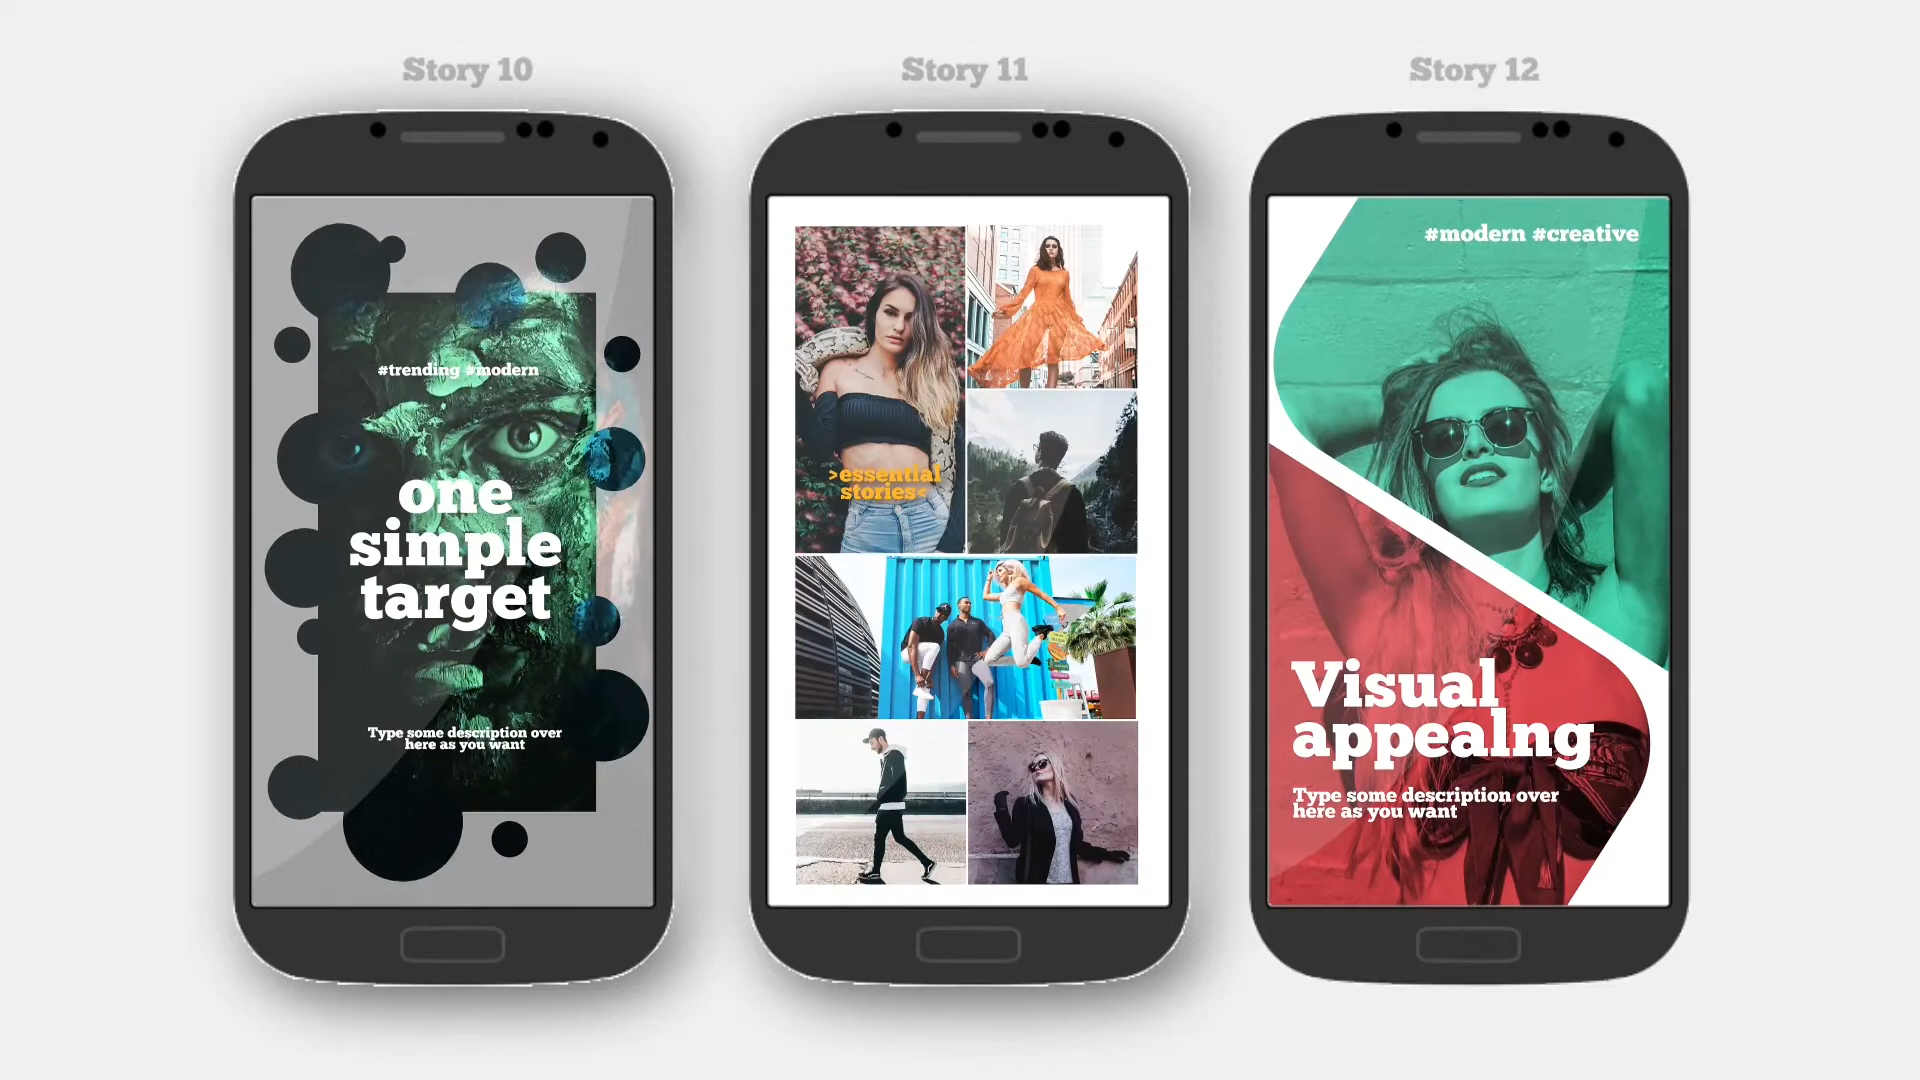 Story 10
#trending #modern
one
simple
target
Type some description over
here as you want
Story 11
>essential
stories<
Story 12
#modern #creative
Visual
appealng
Type some description over
here as you want